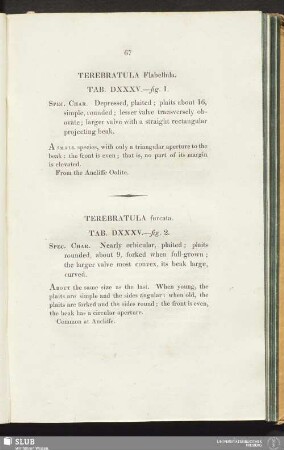 67
TEREBRATULA Flabellula.
TAB. DXXXV.—fig. 1.
SPEC. CHAR. Depressed, plaited; plaits about 16,
simple, rounded; lesser valve transversely ob-
ovate; larger valve with a straight rectangular
projecting beak.
A species, with only a triangular aperture to the
beak: the front is even; that is, no part of its margin
is elevated.
From the Ancliffe Oolite.
TEREBRATULA furcata.
TAB. DXXXV.—fig. 2.
SPEC. CHAR. Nearly orbicular, plaited; plaits
rounded, about 9, forked when full-grown;
the larger valve most convex, its beak large,
curved.
ABOUT the same size as the last. When young, the
plaits are simple and the sides angular: when old, the
plaits are forked and the sides round; the front is even,
the beak has a circular aperture.
Common at Ancliffe.
SLUB